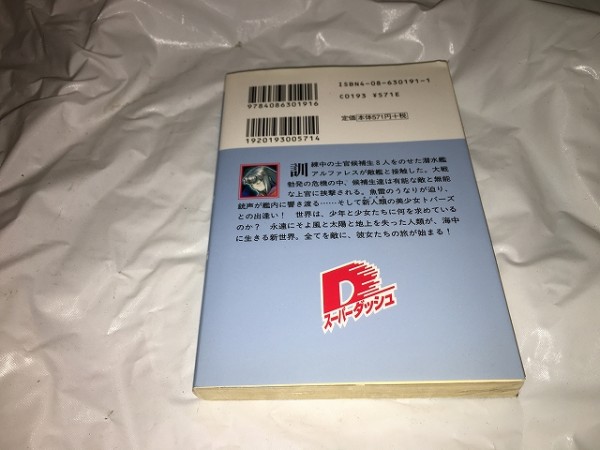 9784086301916
1920193005714
ISBN4-08-630191-1
C0193 ¥571E
定価 本体571円+税
訓練中の士官候補生8人をのせた潜水艦
アルファレスが敵艦と接触した。大戦
勃発の危機の中、候補生達は有能な敵と無能
な上官に挟撃される。魚雷のうなりが迫り、
銃声が艦内に響き渡る……そして新人類の美少女トパーズ
との出逢い! 世界は、少年と少女たちに何を求めている
のか? 永遠にそよ風と太陽と地上を失った人類が、海中
に生きる新世界。全てを敵に、彼女たちの旅が始まる!
D
スーパーダッシュ